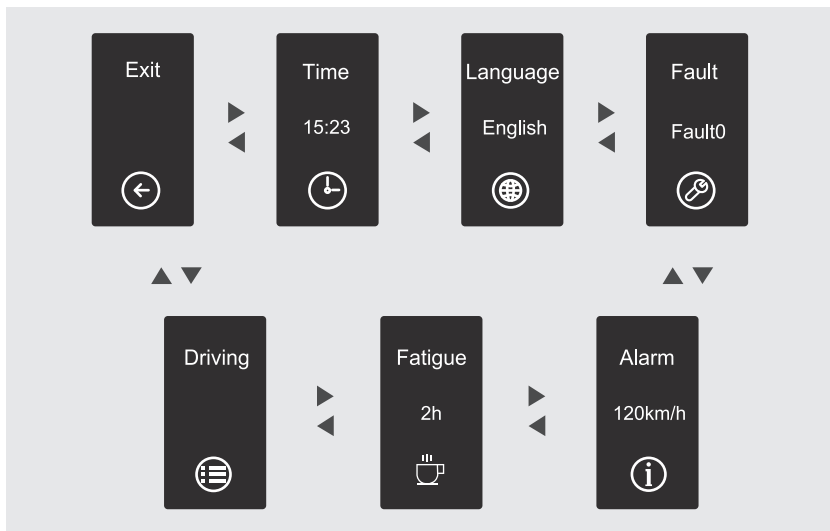 Exit
Time
15:23
Language
English
Fault
Fault0
Driving
Fatigue
2h
Alarm
120km/h